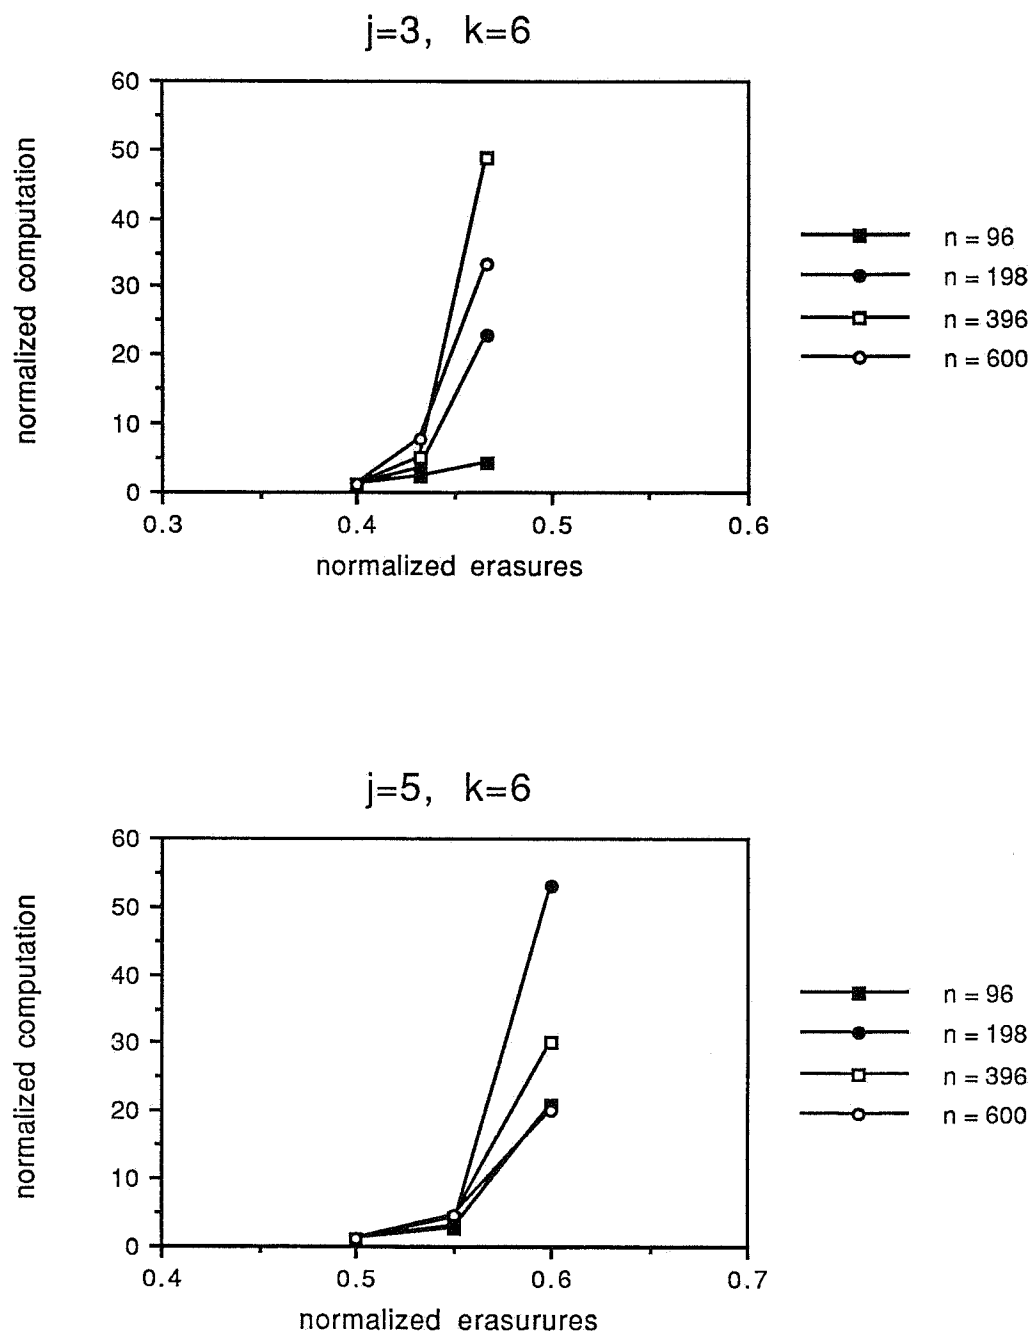 j=3, k=6
60
50
40
30
20
10
0
normalized computation
0.3 0.4 0.5 0.6
normalized erasures
n = 96
n = 198
n = 396
n = 600
j=5, k=6
60
50
40
30
20
10
0
normalized computation
0.4 0.5 0.6 0.7
normalized erasurures
n = 96
n = 198
n = 396
n = 600